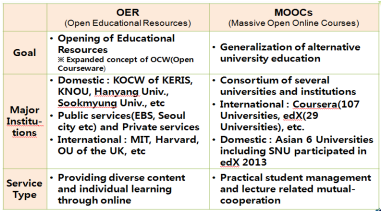 OER
(Open Educational Resources)
MOOCs
(Massive Open Online Courses)
Goal
• Opening of Educational
Resources
※ Expanded concept of OCW(Open
Courseware)
• Generalization of alternative
university education
Major
Institu-
tions
• Domestic : KOCW of KERIS,
KNOU, Hanyang Univ.,
Sookmyung Univ., etc
• Public services(EBS, Seoul
city etc) and Private services
• International : MIT, Harvard,
OU of the UK, etc
• Consortium of several
universities and institutions
• International : Coursera(107
Universities, edX(29
Universities), etc.
• Domestic : Asian 6 Universities
including SNU participated in
edX 2013
Service
Type
• Providing diverse content
and individual learning
through online
• Practical student management
and lecture related mutual-
cooperation